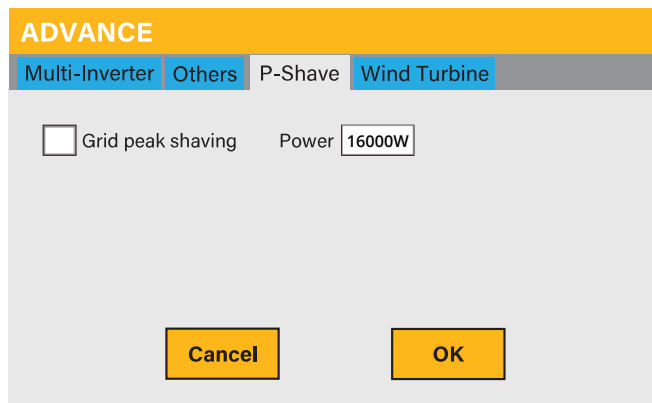 ADVANCE
Multi-Inverter Others P-Shave Wind Turbine
Grid peak shaving Power 16000W
Cancel OK